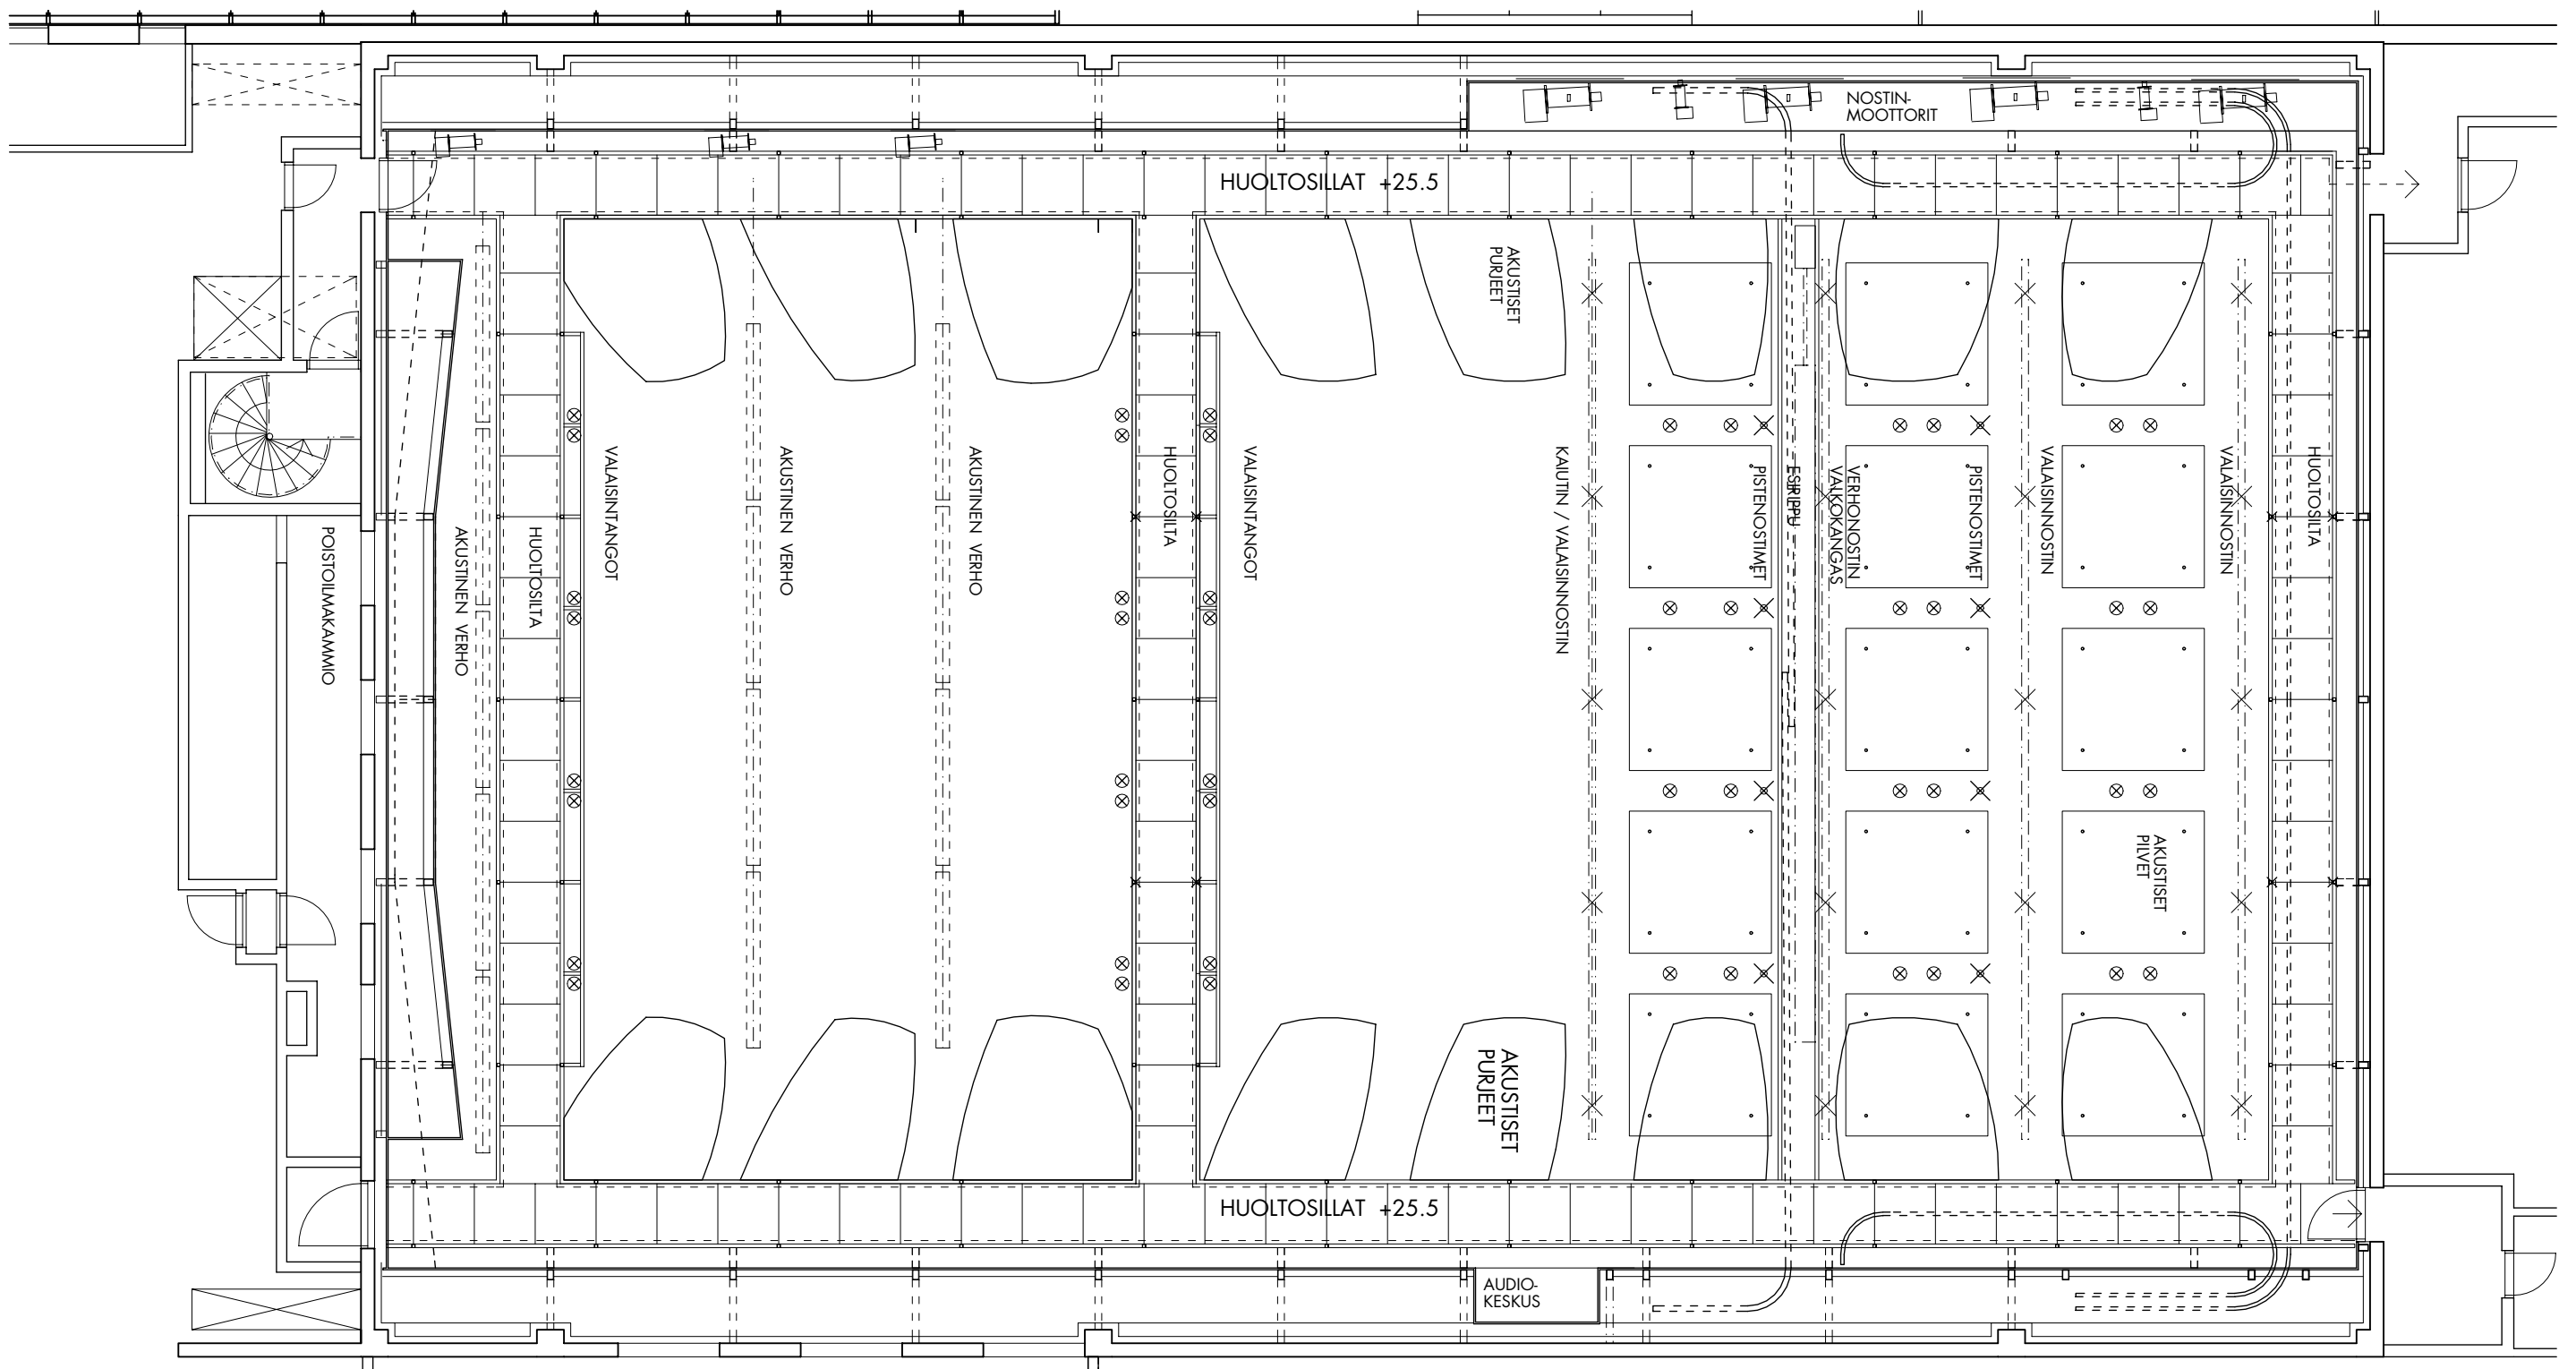 NOSTIN-
MOOTTORIT
HUOLTOSILLAT +25.5
AKUSTISET
PURJEET
POISTOILMAKAMMIO
AKUSTINEN VERHO
HUOLTOSILTA
VALAISINTANGOT
AKUSTINEN VERHO
AKUSTINEN VERHO
HUOLTOSILTA
VALAISINTANGOT
KAIUTIN / VALAISINNOSTIN
PISTENOSTIMET
ESIRIPPU
VERHONOSTIN
VALKOKANGAS
PISTENOSTIMET
VALAISINNOSTIN
VALAISINNOSTIN
HUOLTOSILTA
AKUSTISET
PILVET
AKUSTISET
PURJEET
HUOLTOSILLAT +25.5
AUDIO-
KESKUS